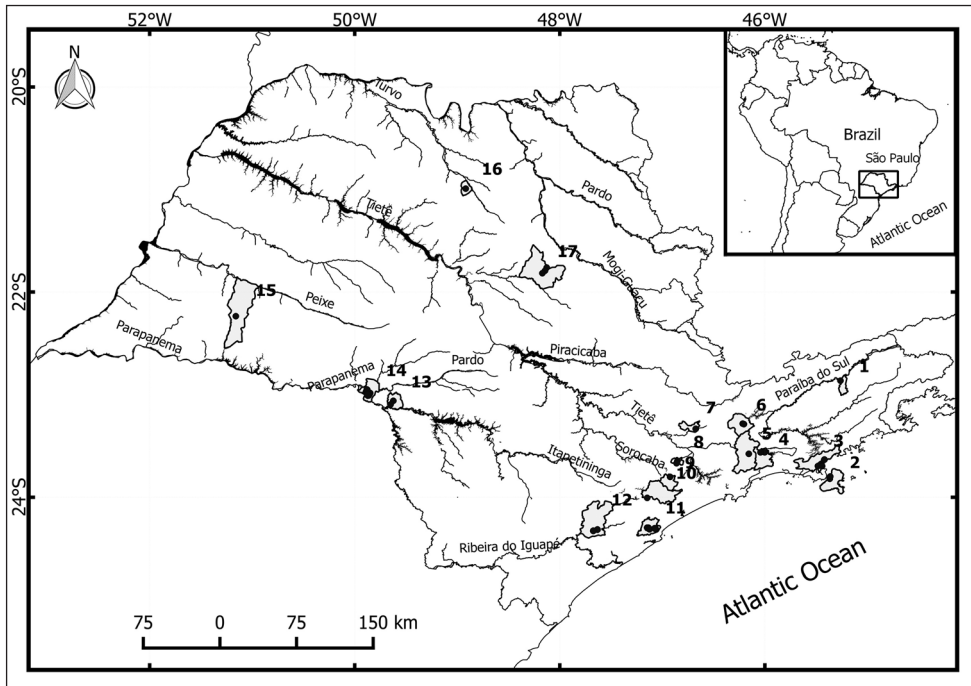 52°W
50°W
48°W
46°W
20°S
22°S
24°S
N
Turvo
Pardo
16
Tietê
17
Mogi-Guaçu
15
Peixe
Parapanema
Parapanema
14
13
Pardo
Piracicaba
Paraíba do Sul
1
Tietê
7
6
8
5
4
3
Sorocaba
9
10
2
Itapetininga
12
11
Ribeira do Iguapé
Atlantic Ocean
75
0
75
150 km
Brazil
São Paulo
Atlantic Ocean